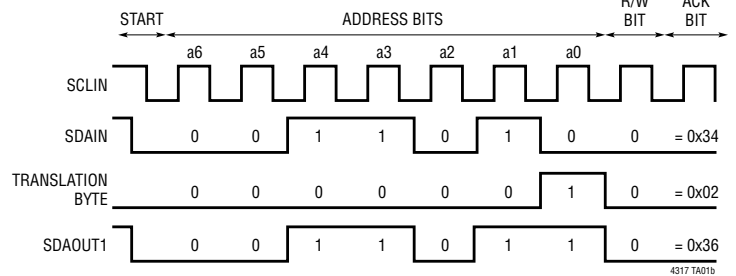 R/W ACK
START ADDRESS BITS BIT BIT
a6 a5 a4 a3 a2 a1 a0
SCLIN
SDAIN 0 0 1 1 0 1 0 0 = 0x34
TRANSLATION
BYTE 0 0 0 0 0 0 1 0 = 0x02
SDAOUT1 0 0 1 1 0 1 1 0 = 0x36
4317 TA01b